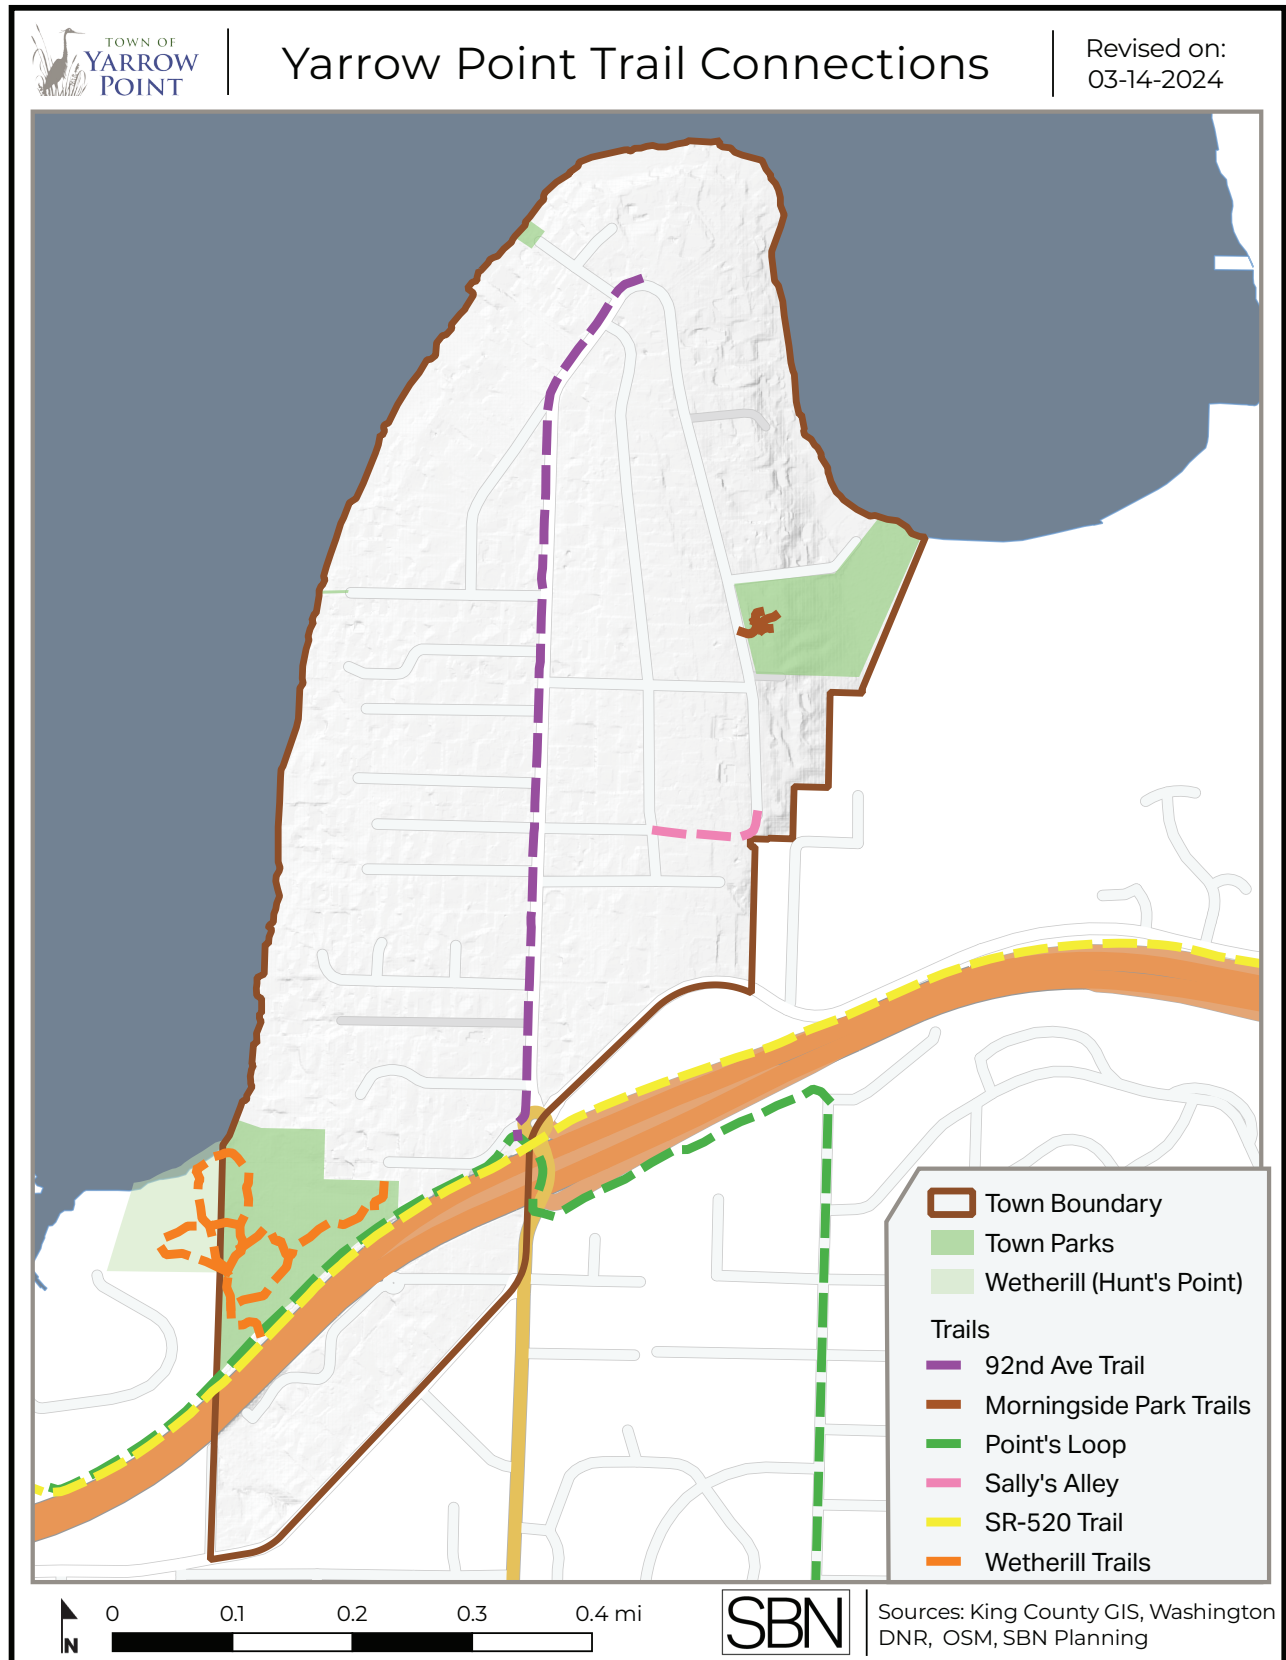 TOWN OF
YARROW
POINT
Yarrow Point Trail Connections
Revised on:
03-14-2024
Town Boundary
Town Parks
Wetherill (Hunt's Point)
Trails
92nd Ave Trail
Morningside Park Trails
Point's Loop
Sally's Alley
SR-520 Trail
Wetherill Trails
N
0 0.1 0.2 0.3 0.4 mi
SBN
Sources: King County GIS, Washington
DNR, OSM, SBN Planning